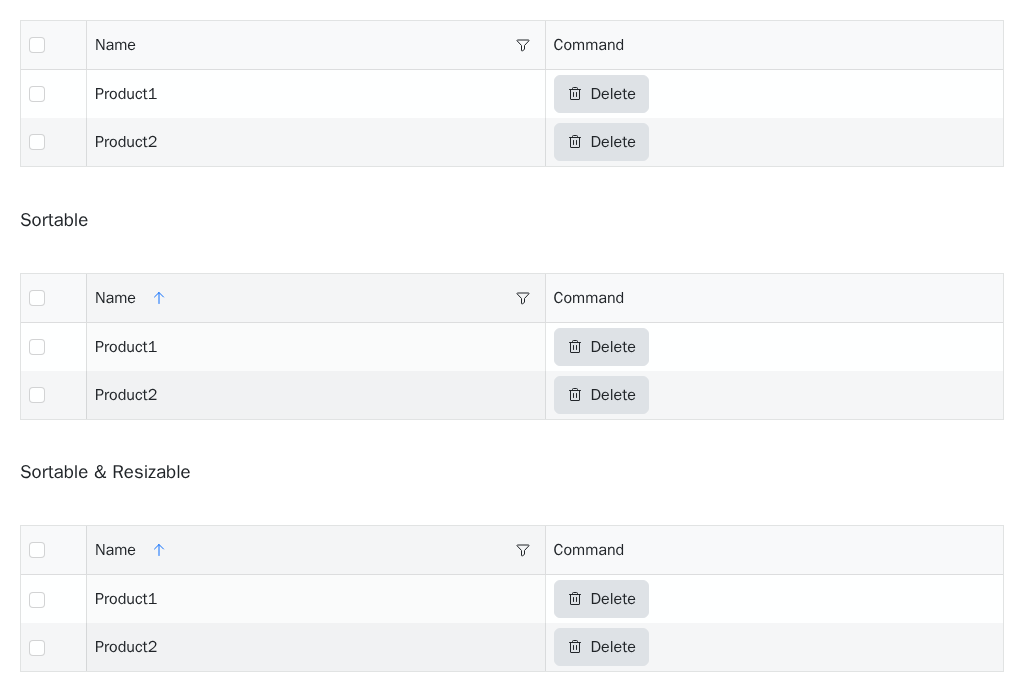 Name Command
Product1 Delete
Product2 Delete
Sortable
Name Command
Product1 Delete
Product2 Delete
Sortable & Resizable
Name Command
Product1 Delete
Product2 Delete